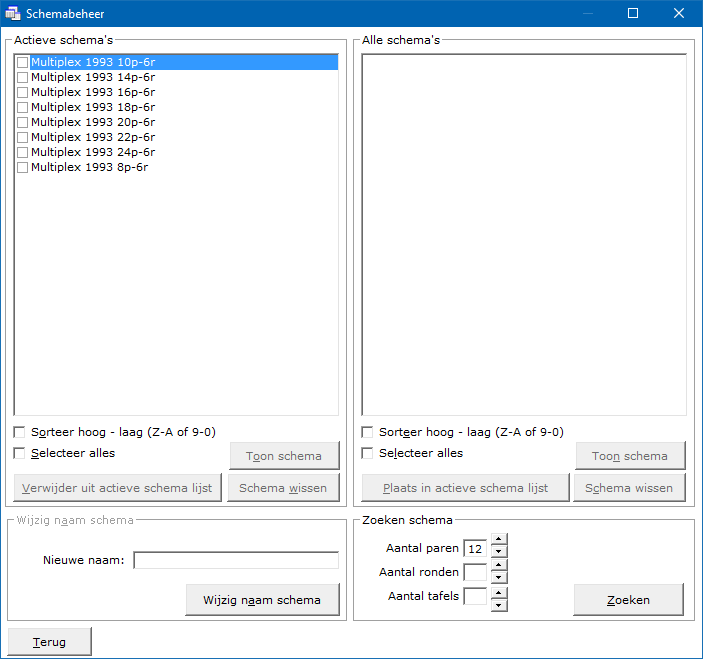 Schemabeheer
Actieve schema's
Multiplex 1993 10p-6r
Multiplex 1993 14p-6r
Multiplex 1993 16p-6r
Multiplex 1993 18p-6r
Multiplex 1993 20p-6r
Multiplex 1993 22p-6r
Multiplex 1993 24p-6r
Multiplex 1993 8p-6r
Sorteer hoog - laag (Z-A of 9-0)
Selecteer alles
Toon schema
Verwijder uit actieve schema lijst
Schema wissen
Alle schema's
Sorteer hoog - laag (Z-A of 9-0)
Selecteer alles
Toon schema
Plaats in actieve schema lijst
Schema wissen
Wijzig naam schema
Nieuwe naam:
Wijzig naam schema
Zoeken schema
Aantal paren 12
Aantal ronden
Aantal tafels
Zoeken
Terug